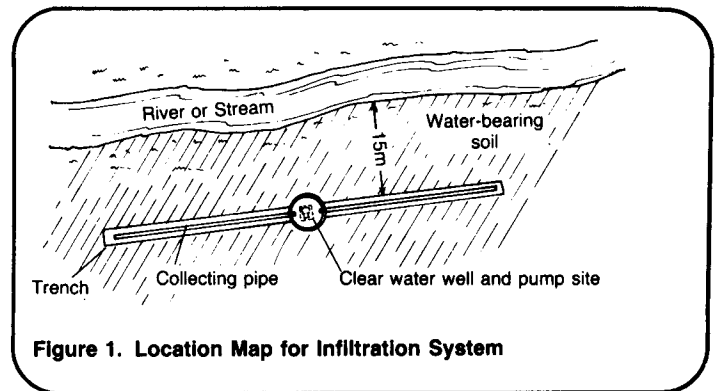 River or Stream
Water-bearing
soil
15m
Trench
Collecting pipe
Clear water well and pump site
Figure 1. Location Map for Infiltration System